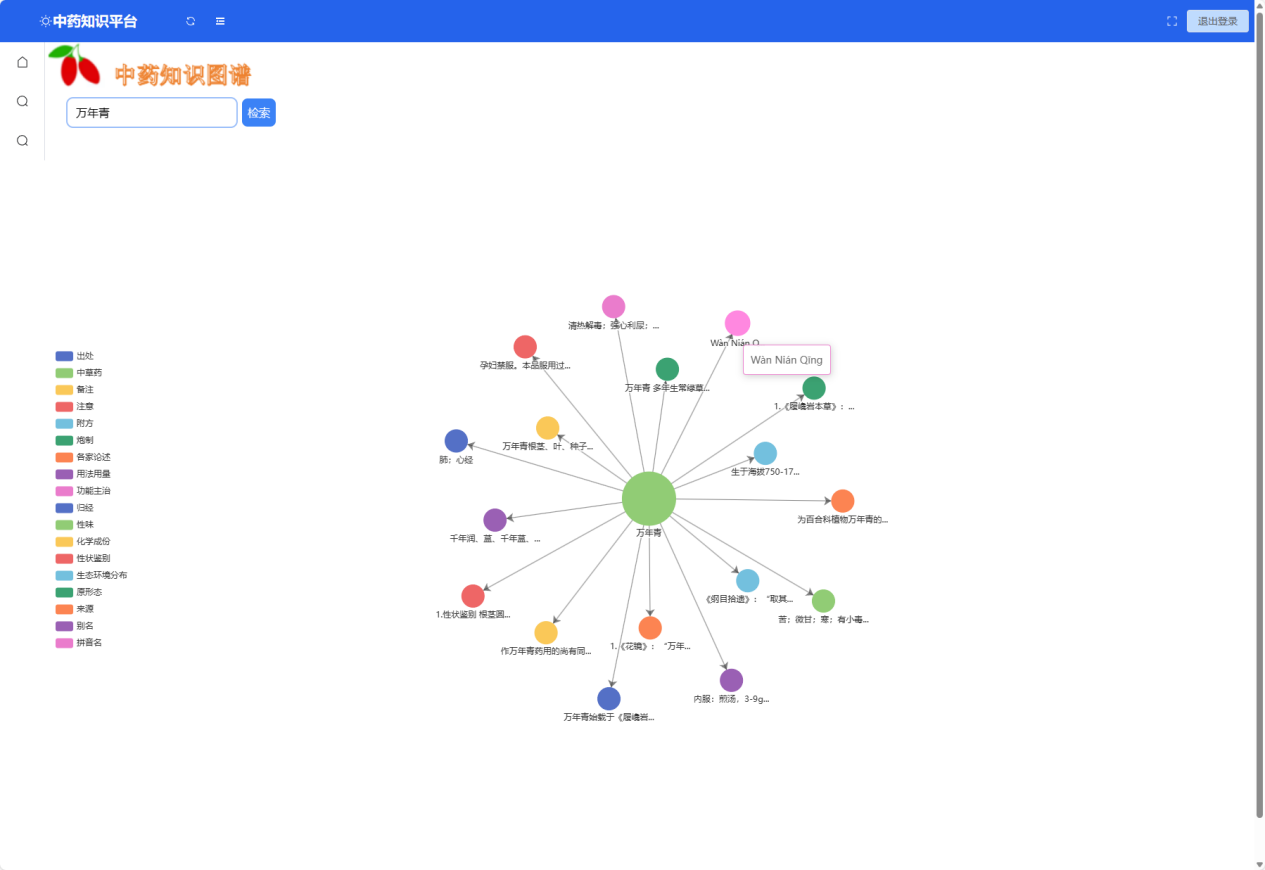 中药知识平台
退出登录
中药知识图谱
万年青
检索
出处
中草药
备注
注意
附方
炮制
各家论述
用法用量
功能主治
归经
性味
化学成份
性状鉴别
生态环境分布
原形态
来源
别名
拼音名
清热解毒；强心利尿；...
Wàn Nián Q...
Wàn Nián Qīng
孕妇禁服。本品服用过...
万年青 多年生常绿草...
1.《履巉岩本草》：...
万年青根茎、叶、种子...
肺；心经
生于海拔750-17...
为百合科植物万年青的...
千年润、蒀、千年蒀、...
万年青
《纲目拾遗》：“取其...
苦；微甘；寒；有小毒...
1.性状鉴别 根茎圆...
作万年青药用的尚有同...
1.《花镜》：“万年...
内服：煎汤，3-9g...
万年青始载于《履巉岩...